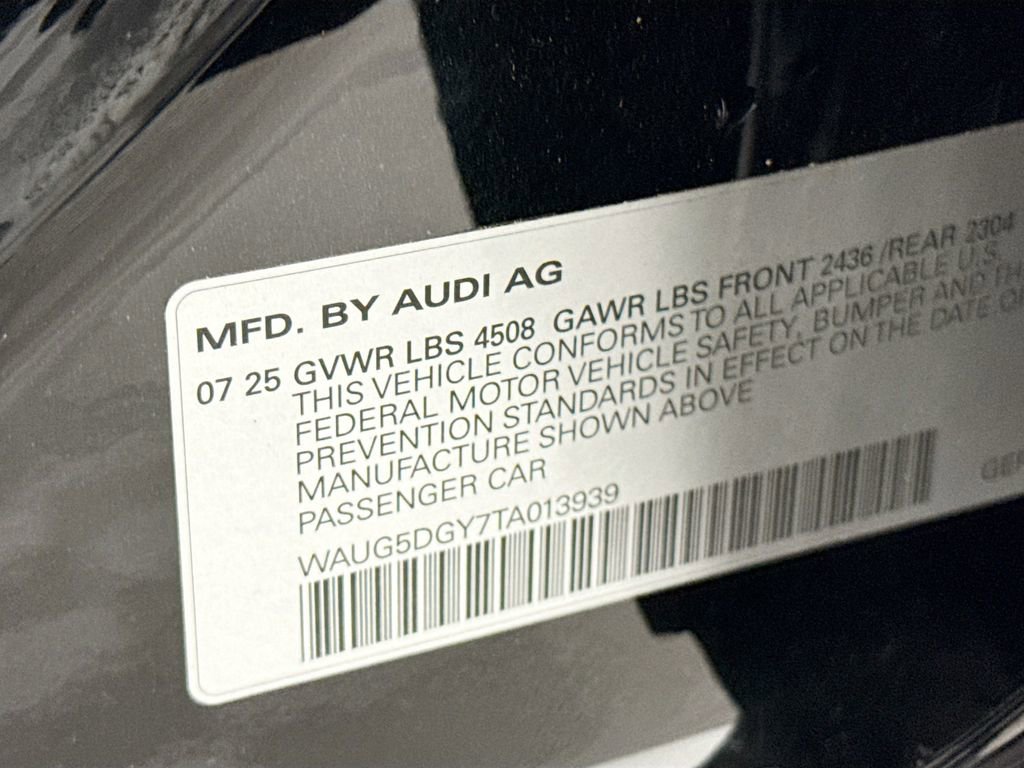 MFD. BY AUDI AG
07 25 GVWR LBS 4508 GAWR LBS FRONT 2436 /REAR 2304
THIS VEHICLE CONFORMS TO ALL APPLICABLE U.S.
FEDERAL MOTOR VEHICLE SAFETY, BUMPER AND
PREVENTION STANDARDS IN EFFECT ON THE DATE
MANUFACTURE SHOWN ABOVE
PASSENGER CAR
WAUG5DGY7TA013939